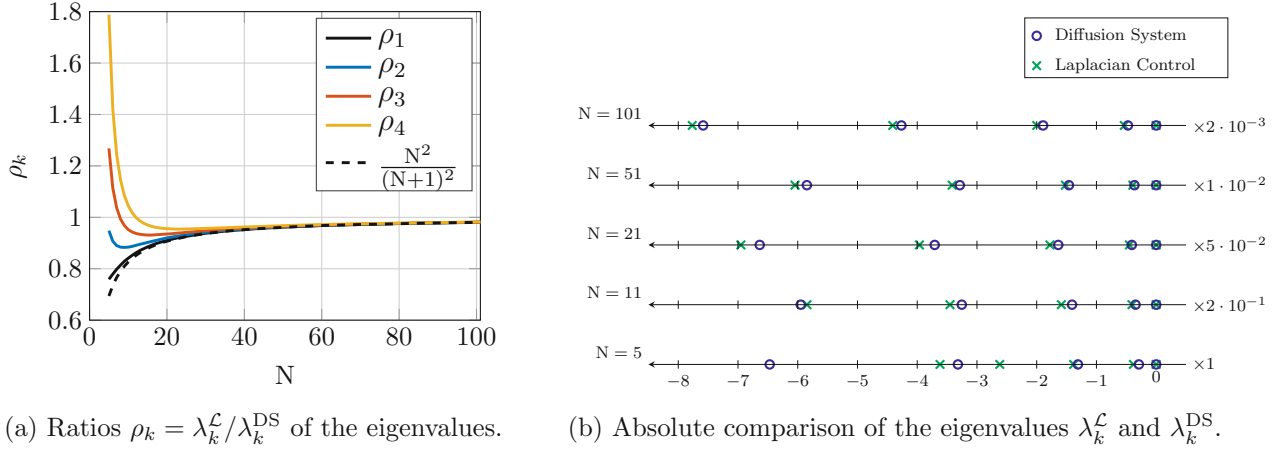 1.8
1.6
1.4
1.2
1
0.8
0.6
0 20 40 60 80 100
N
ρ_k
ρ_1
ρ_2
ρ_3
ρ_4
N^2/(N+1)^2
(a) Ratios ρ_k = λ_k^ℒ/λ_k^DS of the eigenvalues.
Diffusion System
Laplacian Control
N = 101 ×2 · 10^−3
N = 51 ×1 · 10^−2
N = 21 ×5 · 10^−2
N = 11 ×2 · 10^−1
N = 5 ×1
−8 −7 −6 −5 −4 −3 −2 −1 0
(b) Absolute comparison of the eigenvalues λ_k^ℒ and λ_k^DS.